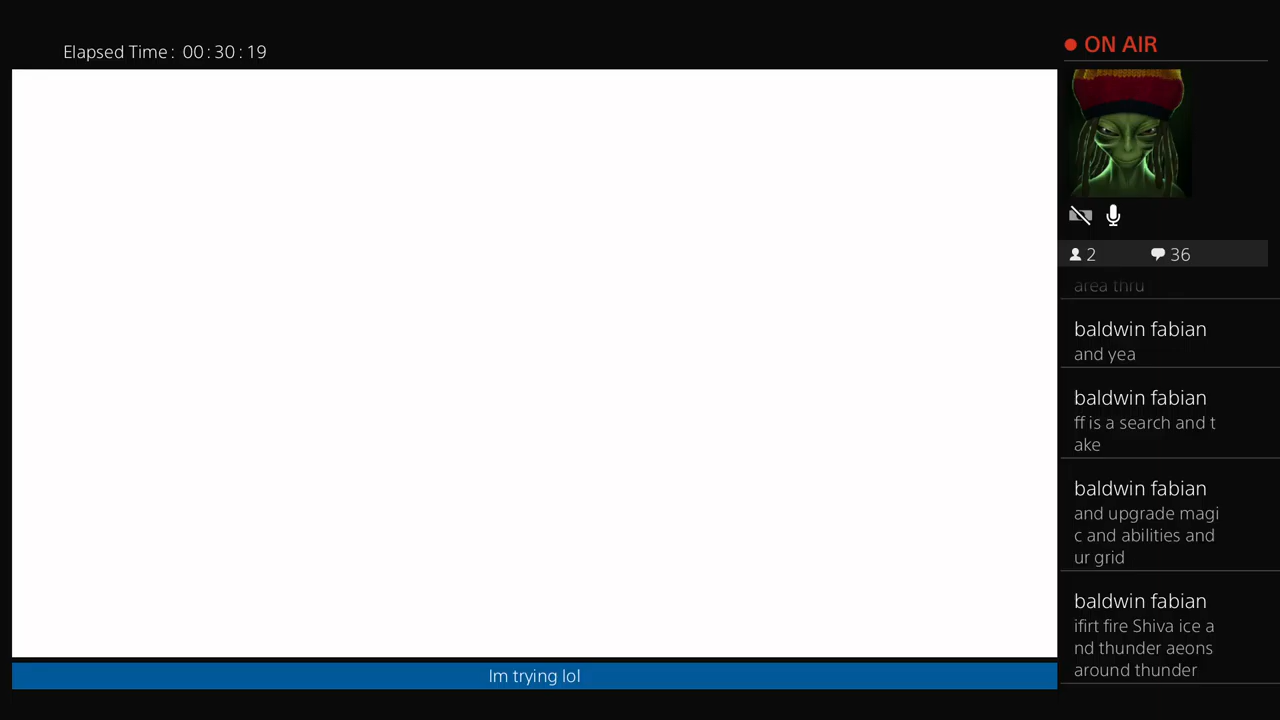 Elapsed Time: 00:30:19
ON AIR
2 36
area thru
baldwin fabian
and yea
baldwin fabian
ff is a search and t
ake
baldwin fabian
and upgrade magi
c and abilities and
ur grid
baldwin fabian
ifirt fire Shiva ice a
nd thunder aeons
around thunder
Im trying lol